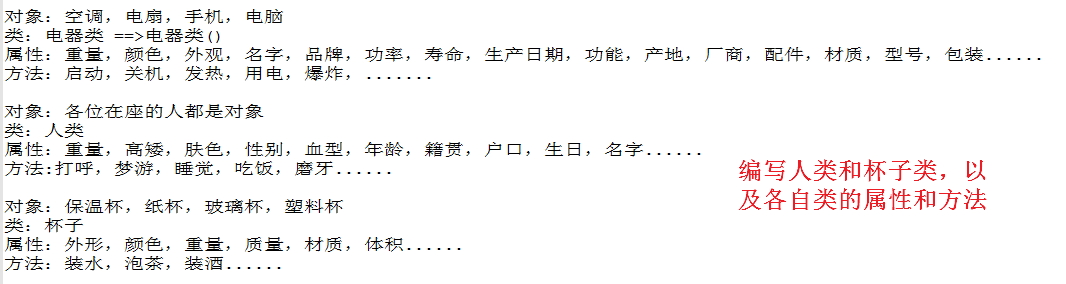 对象：空调，电扇，手机，电脑
类：电器类 ==>电器类()
属性：重量，颜色，外观，名字，品牌，功率，寿命，生产日期，功能，产地，厂商，配件，材质，型号，包装......
方法：启动，关机，发热，用电，爆炸，.......
对象：各位在座的人都是对象
类：人类
属性：重量，高矮，肤色，性别，血型，年龄，籍贯，户口，生日，名字......
方法:打呼，梦游，睡觉，吃饭，磨牙......
对象：保温杯，纸杯，玻璃杯，塑料杯
类：杯子
属性：外形，颜色，重量，质量，材质，体积......
方法：装水，泡茶，装酒......
编写人类和杯子类，以
及各自类的属性和方法